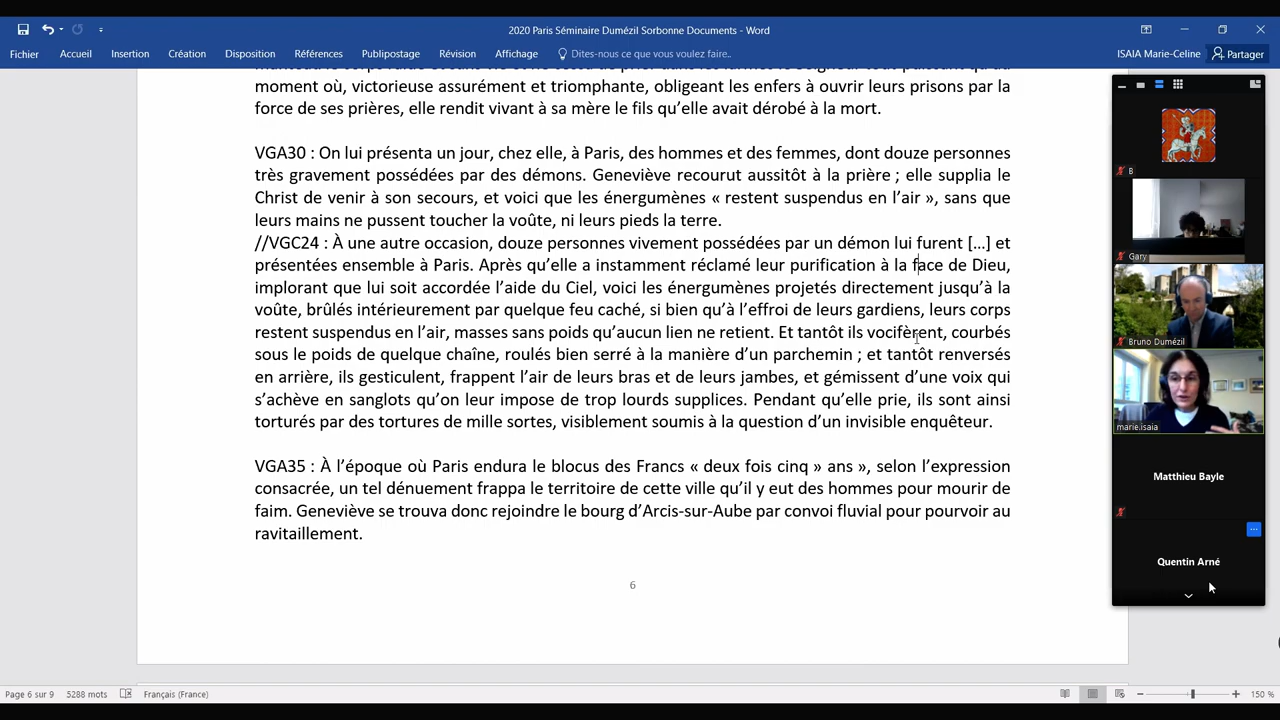 2020 Paris Séminaire Dumézil Sorbonne Documents - Word
Fichier Accueil Insertion Création Disposition Références Publipostage Révision Affichage Dites-nous ce que vous voulez faire.. ISAIA Marie-Celine Partager
moment où, victorieuse assurément et triomphante, obligeant les enfers à ouvrir leurs prisons par la
force de ses prières, elle rendit vivant à sa mère le fils qu’elle avait dérobé à la mort.
VGA30 : On lui présenta un jour, chez elle, à Paris, des hommes et des femmes, dont douze personnes
très gravement possédées par des démons. Geneviève recourut aussitôt à la prière ; elle supplia le
Christ de venir à son secours, et voici que les énergumènes « restent suspendus en l’air », sans que
leurs mains ne pussent toucher la voûte, ni leurs pieds la terre.
//VGC24 : À une autre occasion, douze personnes vivement possédées par un démon lui furent […] et
présentées ensemble à Paris. Après qu’elle a instamment réclamé leur purification à la face de Dieu,
implorant que lui soit accordée l’aide du Ciel, voici les énergumènes projetés directement jusqu’à la
voûte, brûlés intérieurement par quelque feu caché, si bien qu’à l’effroi de leurs gardiens, leurs corps
restent suspendus en l’air, masses sans poids qu’aucun lien ne retient. Et tantôt ils vocifèrent, courbés
sous le poids de quelque chaîne, roulés bien serré à la manière d’un parchemin ; et tantôt renversés
en arrière, ils gesticulent, frappent l’air de leurs bras et de leurs jambes, et gémissent d’une voix qui
s’achève en sanglots qu’on leur impose de trop lourds supplices. Pendant qu’elle prie, ils sont ainsi
torturés par des tortures de mille sortes, visiblement soumis à la question d’un invisible enquêteur.
VGA35 : À l’époque où Paris endura le blocus des Francs « deux fois cinq » ans », selon l’expression
consacrée, un tel dénuement frappa le territoire de cette ville qu’il y eut des hommes pour mourir de
faim. Geneviève se trouva donc rejoindre le bourg d’Arcis-sur-Aube par convoi fluvial pour pourvoir au
ravitaillement.
6
B
Gary
Bruno Dumézil
marie.isaia
Matthieu Bayle
Quentin Arné
Page 6 sur 9 5288 mots Français (France) 150 %